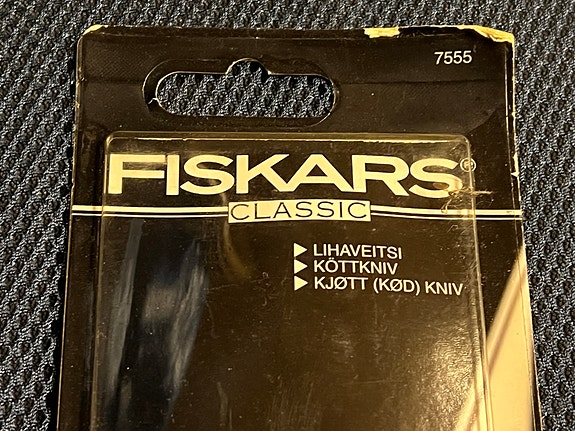 7555
FISKARS®
CLASSIC
▶ LIHAVEITSI
▶ KÖTTKNIV
▶ KJØTT (KØD) KNIV